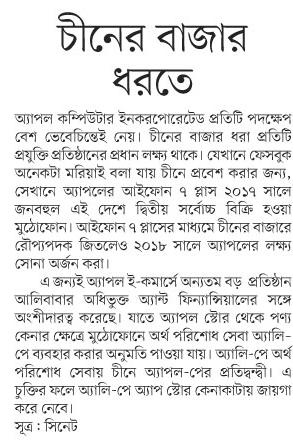 চীনের বাজার
ধরতে
অ্যাপল কম্পিউটার ইনকরপোরেটেড প্রতিটি পদক্ষেপ
বেশ ভেবেচিন্তেই নেয়। চীনের বাজার ধরা প্রতিটি
প্রযুক্তি প্রতিষ্ঠানের প্রধান লক্ষ্য থাকে। যেখানে ফেসবুক
অনেকটা মরিয়াই বলা যায় চীনে প্রবেশ করার জন্য,
সেখানে অ্যাপলের আইফোন ৭ প্লাস ২০১৭ সালে
জনবহুল এই দেশে দ্বিতীয় সর্বোচ্চ বিক্রি হওয়া
মুঠোফোন। আইফোন ৭ প্লাসের মাধ্যমে চীনের বাজারে
রৌপ্যপদক জিতলেও ২০১৮ সালে অ্যাপলের লক্ষ্য
সোনা অর্জন করা।
এ জন্যই অ্যাপল ই-কমার্সে অন্যতম বড় প্রতিষ্ঠান
আলিবাবার অধিভুক্ত অ্যান্ট ফিন্যান্সিয়ালের সঙ্গে
অংশীদারত্ব করেছে। যাতে অ্যাপল স্টোর থেকে পণ্য
কেনার ক্ষেত্রে মুঠোফোনে অর্থ পরিশোধ সেবা অ্যালি-
পে ব্যবহার করার অনুমতি পাওয়া যায়। অ্যালি-পে অর্থ
পরিশোধ সেবায় চীনে অ্যাপল-পের প্রতিদ্বন্দ্বী। এ
চুক্তির ফলে অ্যালি-পে অ্যাপ স্টোর কেনাকাটায় জায়গা
করে নেবে।
সূত্র : সিনেট